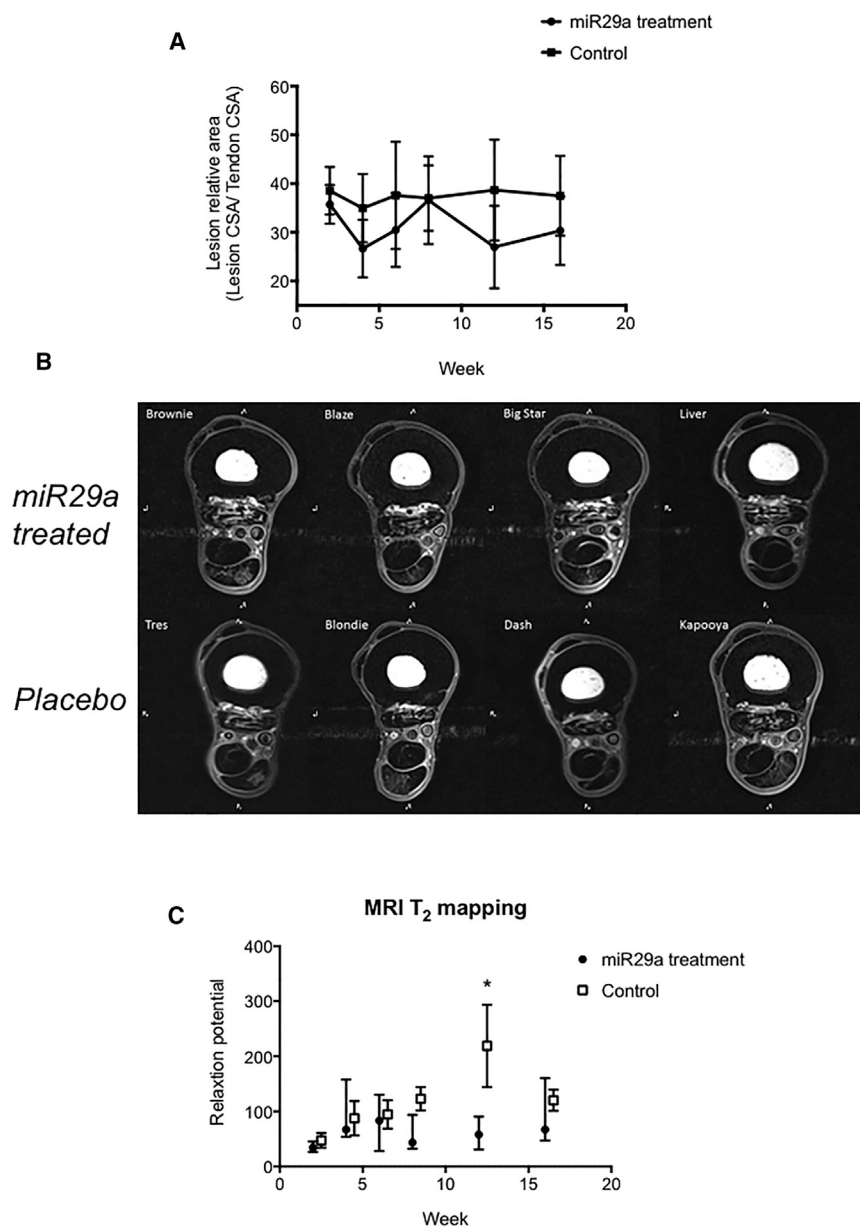 A
miR29a treatment
Control
60
50
40
30
20
0 5 10 15 20
Lesion relative area
(Lesion CSA/ Tendon CSA)
Week
B
miR29a
treated
Brownie
Blaze
Big Star
Liver
Placebo
Tres
Blondie
Dash
Kapooya
C
MRI T₂ mapping
miR29a treatment
Control
400
300
200
100
0
*
0 5 10 15 20
Relaxtion potential
Week